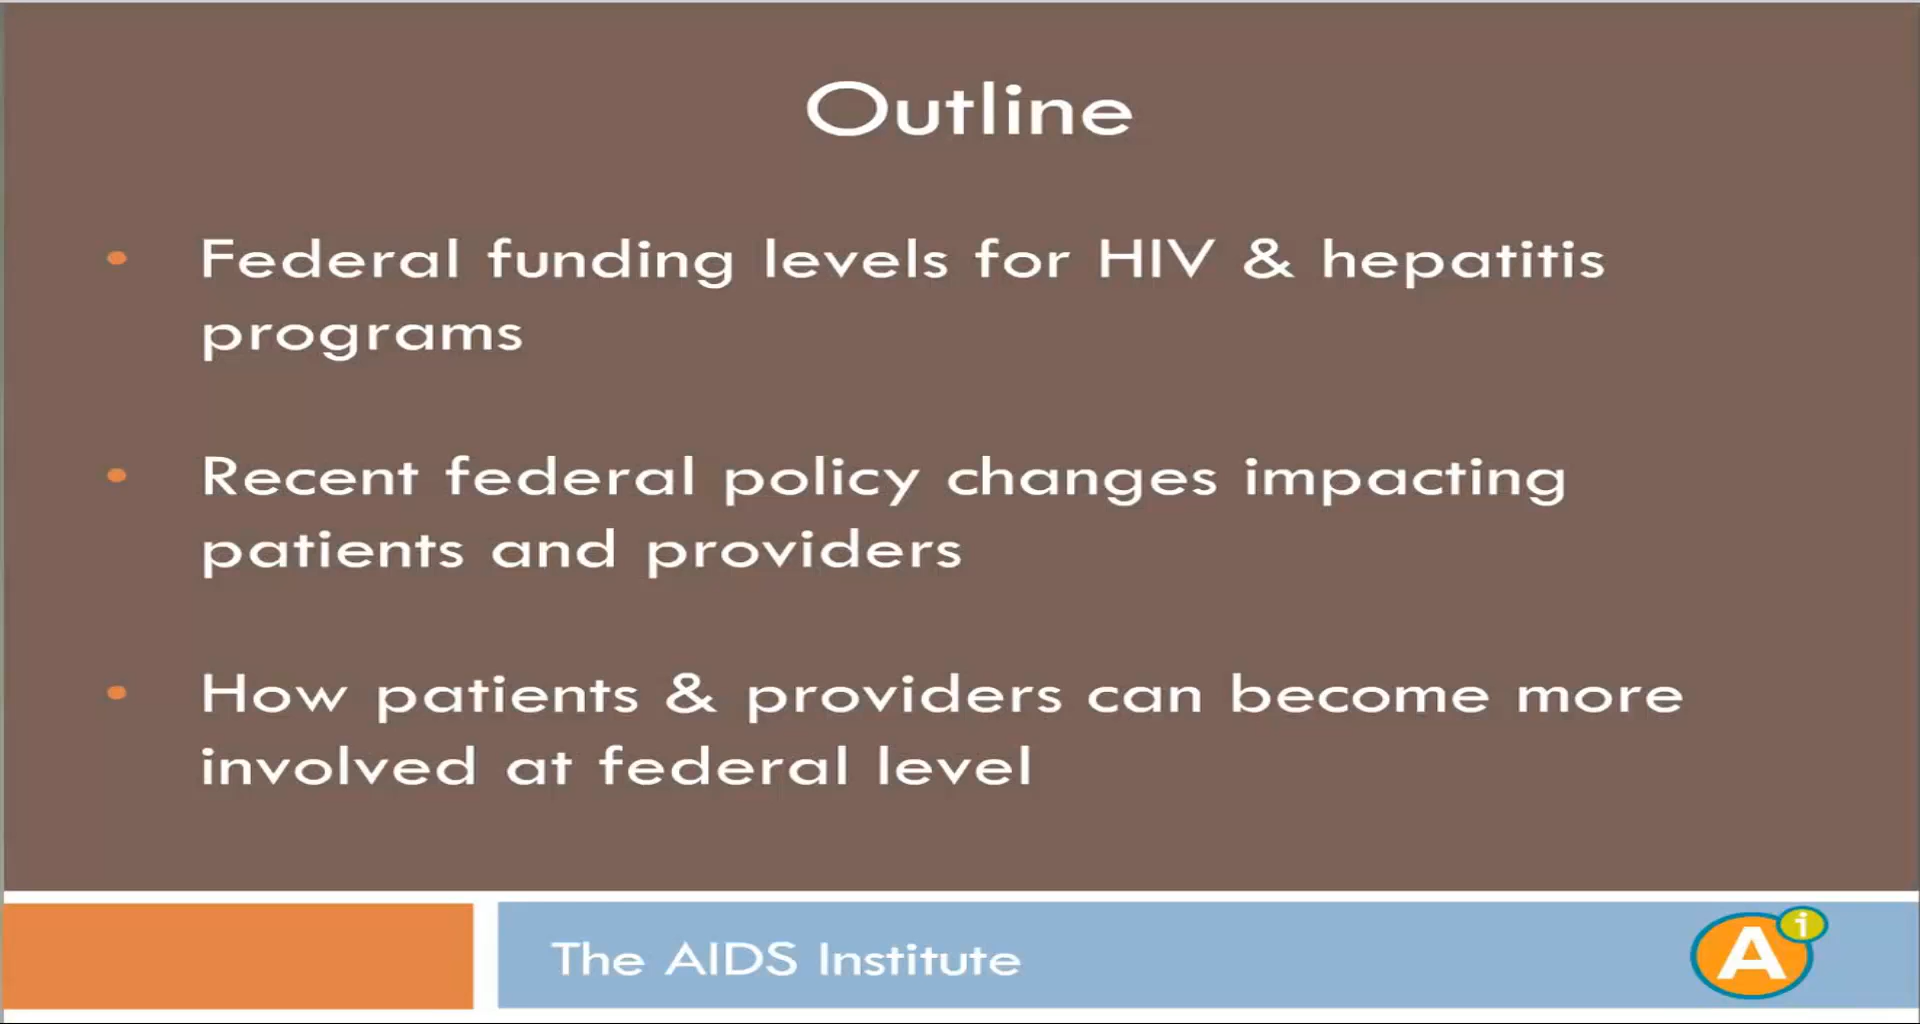 Outline
• Federal funding levels for HIV & hepatitis
programs
• Recent federal policy changes impacting
patients and providers
• How patients & providers can become more
involved at federal level
The AIDS Institute
A i